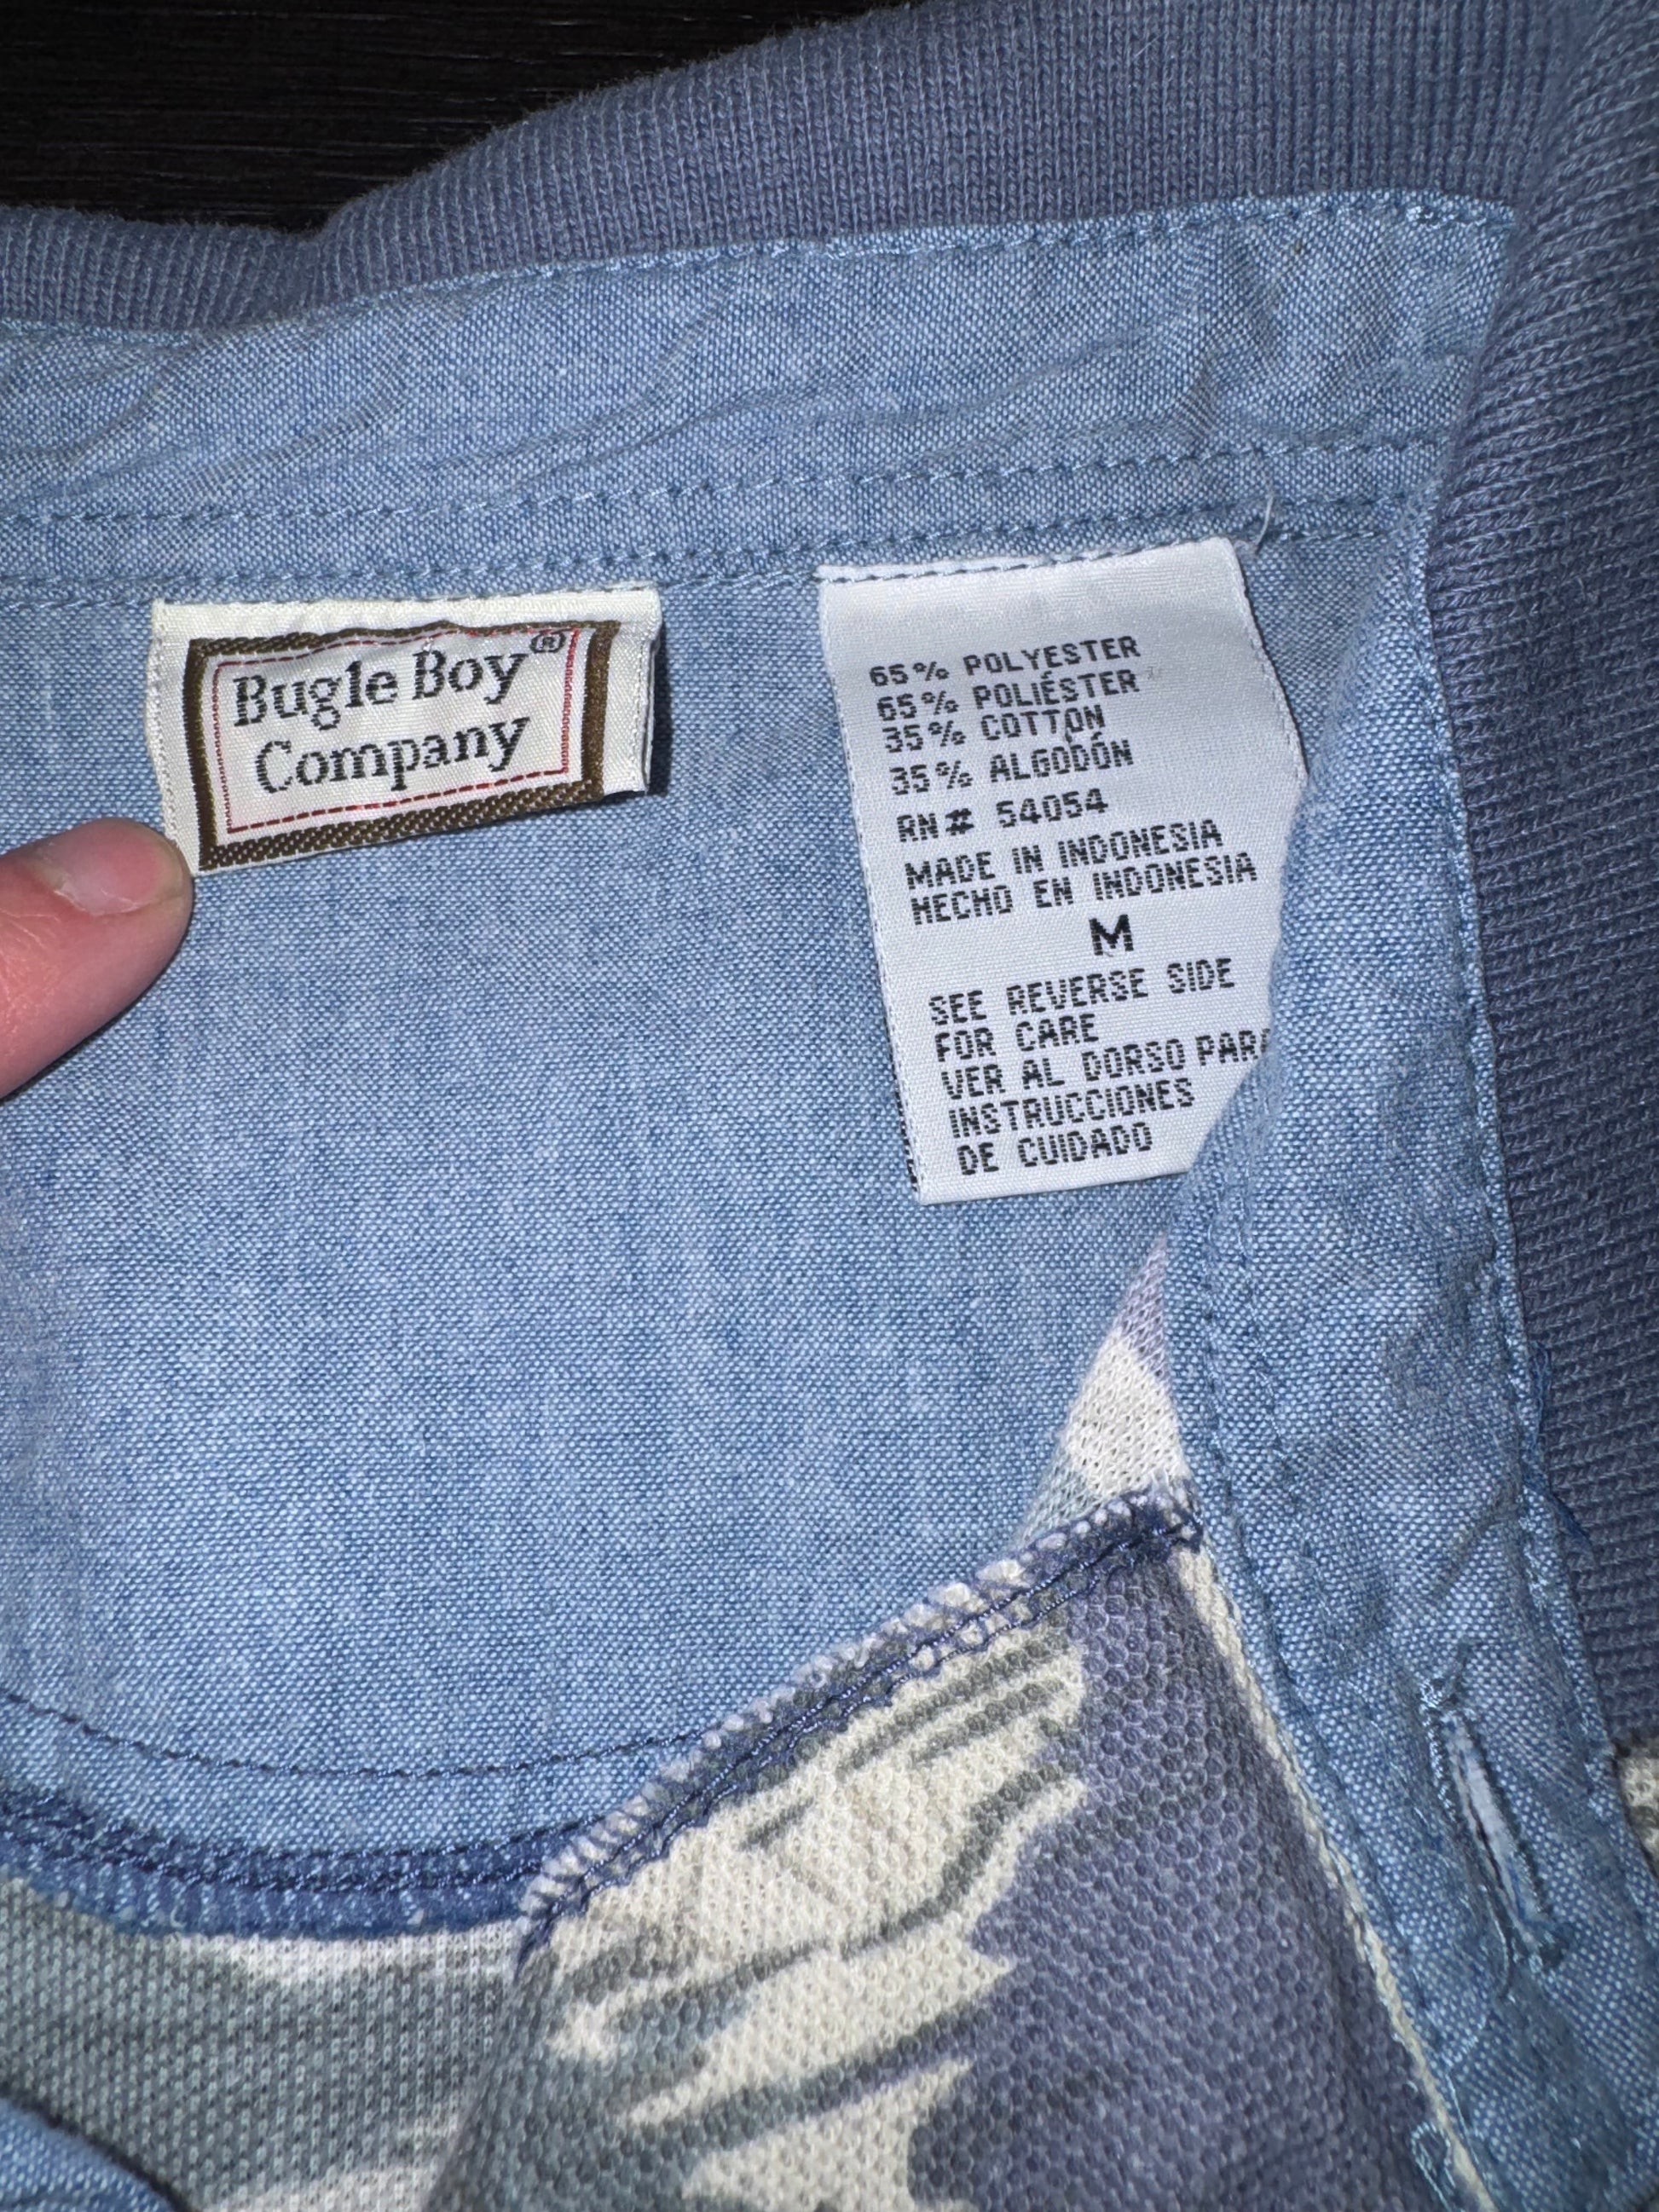 Bugle Boy®
Company
65% POLYESTER
65% POLIÉSTER
35% COTTON
35% ALGODÓN
RN# 54054
MADE IN INDONESIA
HECHO EN INDONESIA
M
SEE REVERSE SIDE
FOR CARE
VER AL DORSO PARA
INSTRUCCIONES
DE CUIDADO